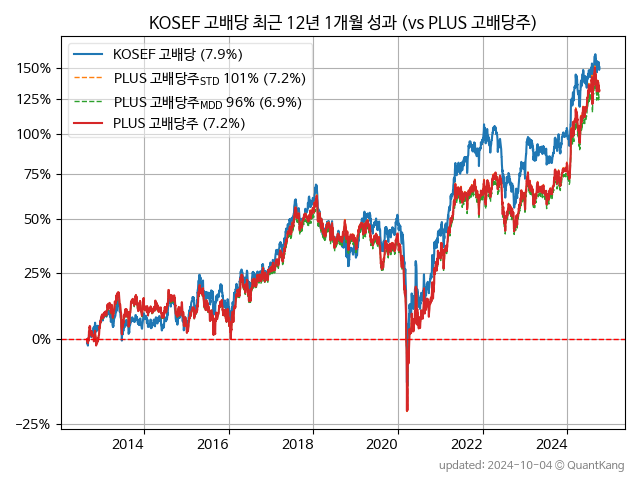 KOSEF 고배당 최근 12년 1개월 성과 (vs PLUS 고배당주)
KOSEF 고배당 (7.9%)
PLUS 고배당주STD 101% (7.2%)
PLUS 고배당주MDD 96% (6.9%)
PLUS 고배당주 (7.2%)
150%
125%
100%
75%
50%
25%
0%
−25%
2014 2016 2018 2020 2022 2024
updated: 2024-10-04 © QuantKang